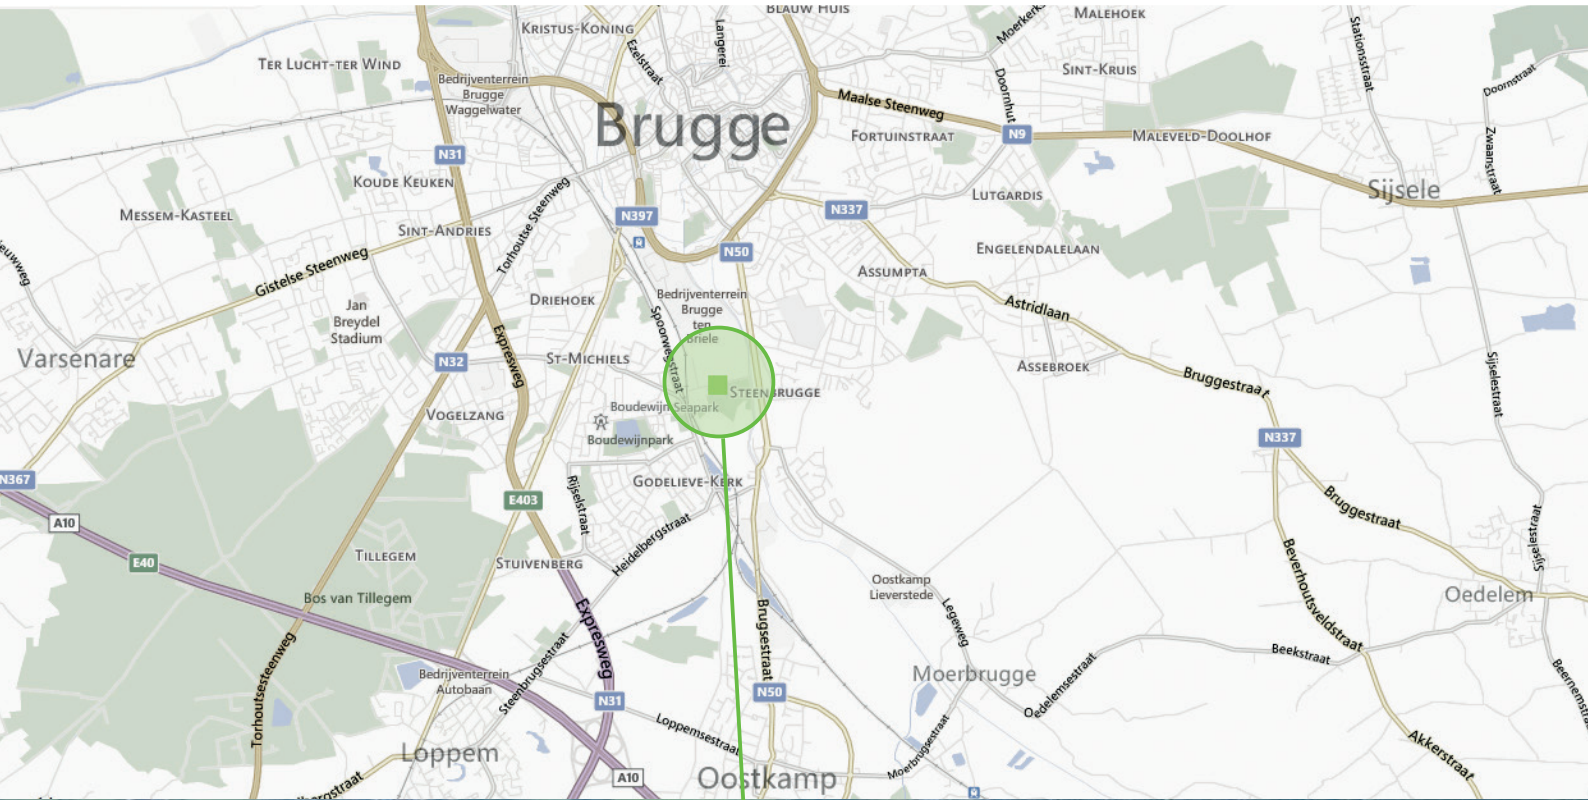 BLAUW HUIS
MALEHOEK
KRISTUS-KONING
Langerei
Stationsstraat
TER LUCHT-TER WIND
Ezelstraat
SINT-KRUIS
Bedrijventerrein
Brugge
Waggelwater
Doornhut
Doornstraat
Maalse Steenweg
Brugge
FORTUINSTRAAT
N9
MALEVELD-DOOLHOF
Zwaanstraat
N31
KOUDE KEUKEN
Sijsele
LUTGARDIS
MESSEM-KASTEEL
Torhoutse Steenweg
N397
N337
SINT-ANDRIES
N50
ENGELENDALELAAN
Gistelse Steenweg
ASSUMPTA
DRIEHOEK
Bedrijventerrein
Brugge
ten
Briele
Astridlaan
Jan
Breydel
Stadium
Spoorwegstraat
Expresweg
Varsenare
N32
ST-MICHIELS
ASSEBROEK
Sijselestraat
Bruggestraat
STEENBRUGGE
VOGELZANG
Boudewijn Seapark
Boudewijnpark
N337
N367
GODELIEVE-KERK
A10
E403
Rijselstraat
Bruggestraat
Sijselestraat
E40
TILLEGEM
STUIVENBERG
Heidelbergstraat
Beverhoutsveldstraat
Bos van Tillegem
Oostkamp
Lieverstede
Oedelem
Expresweg
Brugsestraat
Legeweg
Torhoutsesteenweg
Steenbrugsestraat
Beekstraat
Bedrijventerrein
Autobaan
Moerbrugge
Oedelemsestraat
N31
N50
Loppemsestraat
Moerbrugsestraat
Akkerstraat
Loppem
A10
Oostkamp